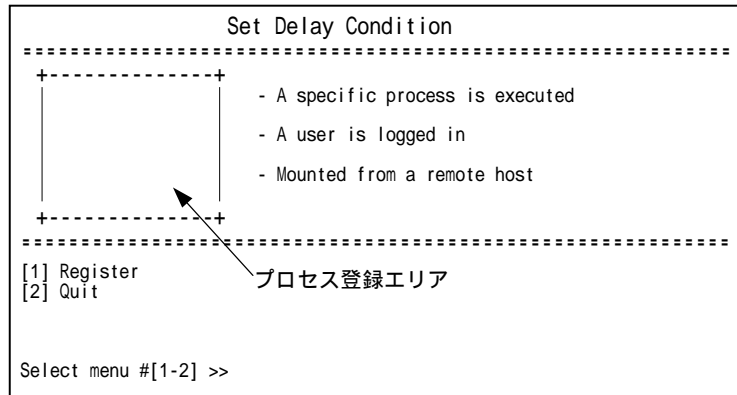 Set Delay Condition
============================================================
+--------------+
- A specific process is executed
- A user is logged in
- Mounted from a remote host
+--------------+
============================================================
[1] Register
[2] Quit
プロセス登録エリア
Select menu #[1-2] >>